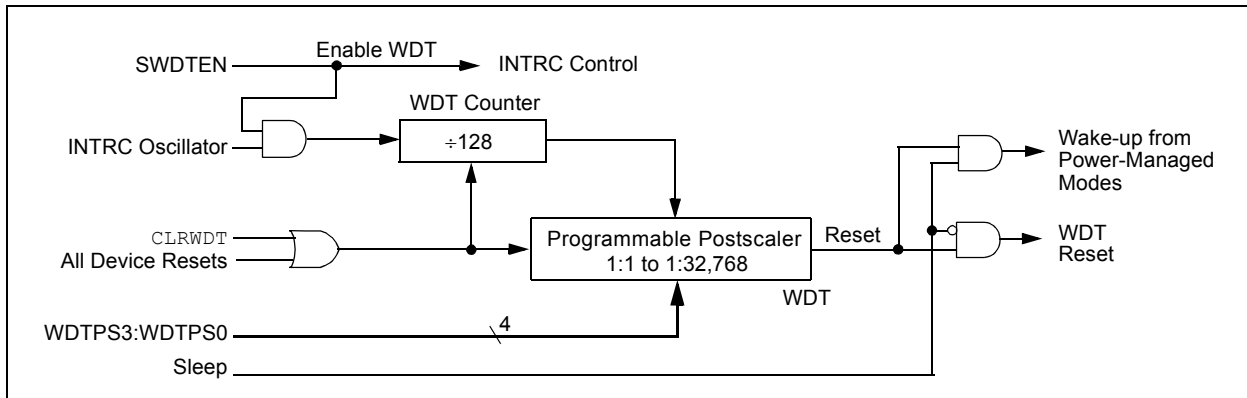 Enable WDT
SWDTEN
INTRC Control
WDT Counter
INTRC Oscillator
÷128
Wake-up from
Power-Managed
Modes
CLRWDT
All Device Resets
Programmable Postscaler
1:1 to 1:32,768
Reset
WDT
Reset
WDT
WDTPS3:WDTPS0
4
Sleep